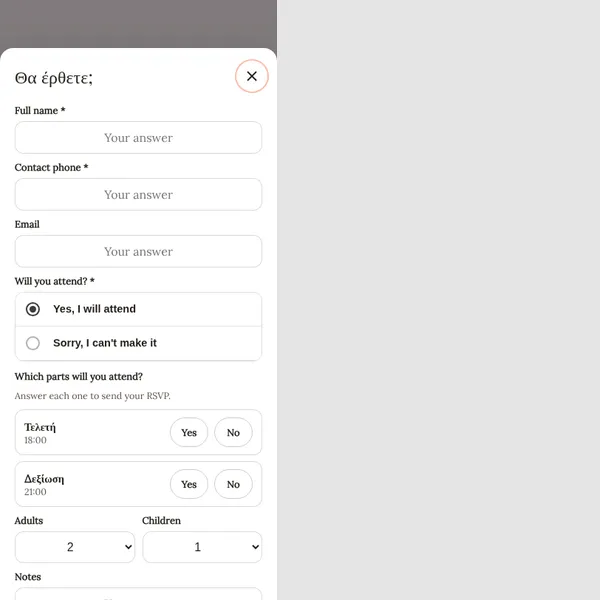 Θα έρθετε;
Full name *
Your answer
Contact phone *
Your answer
Email
Your answer
Will you attend? *
Yes, I will attend
Sorry, I can't make it
Which parts will you attend?
Answer each one to send your RSVP.
Τελετή
18:00
Yes No
Δεξίωση
21:00
Yes No
Adults Children
2 1
Notes